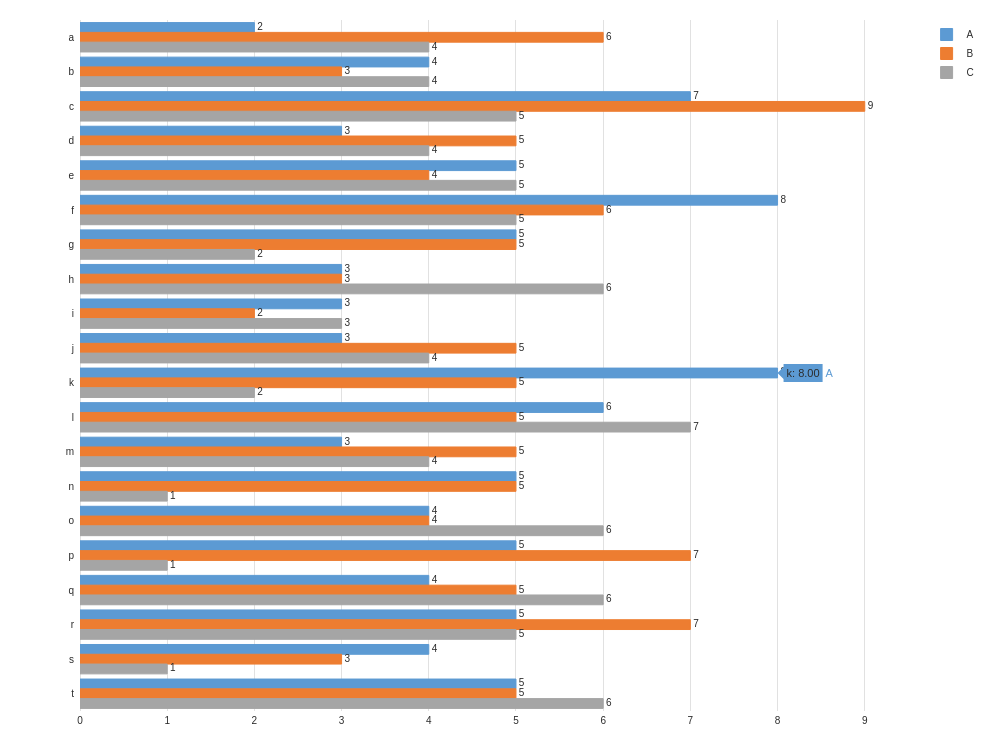 A
B
C
a 2 6 4
b 4 3 4
c 7 9 5
d 3 5 4
e 5 4 5
f 8 6 5
g 5 5 2
h 3 3 6
i 3 2 3
j 3 5 4
k k: 8.00 A 5 2
l 6 5 7
m 3 5 4
n 5 5 1
o 4 4 6
p 5 7 1
q 4 5 6
r 5 7 5
s 4 3 1
t 5 5 6
0 1 2 3 4 5 6 7 8 9